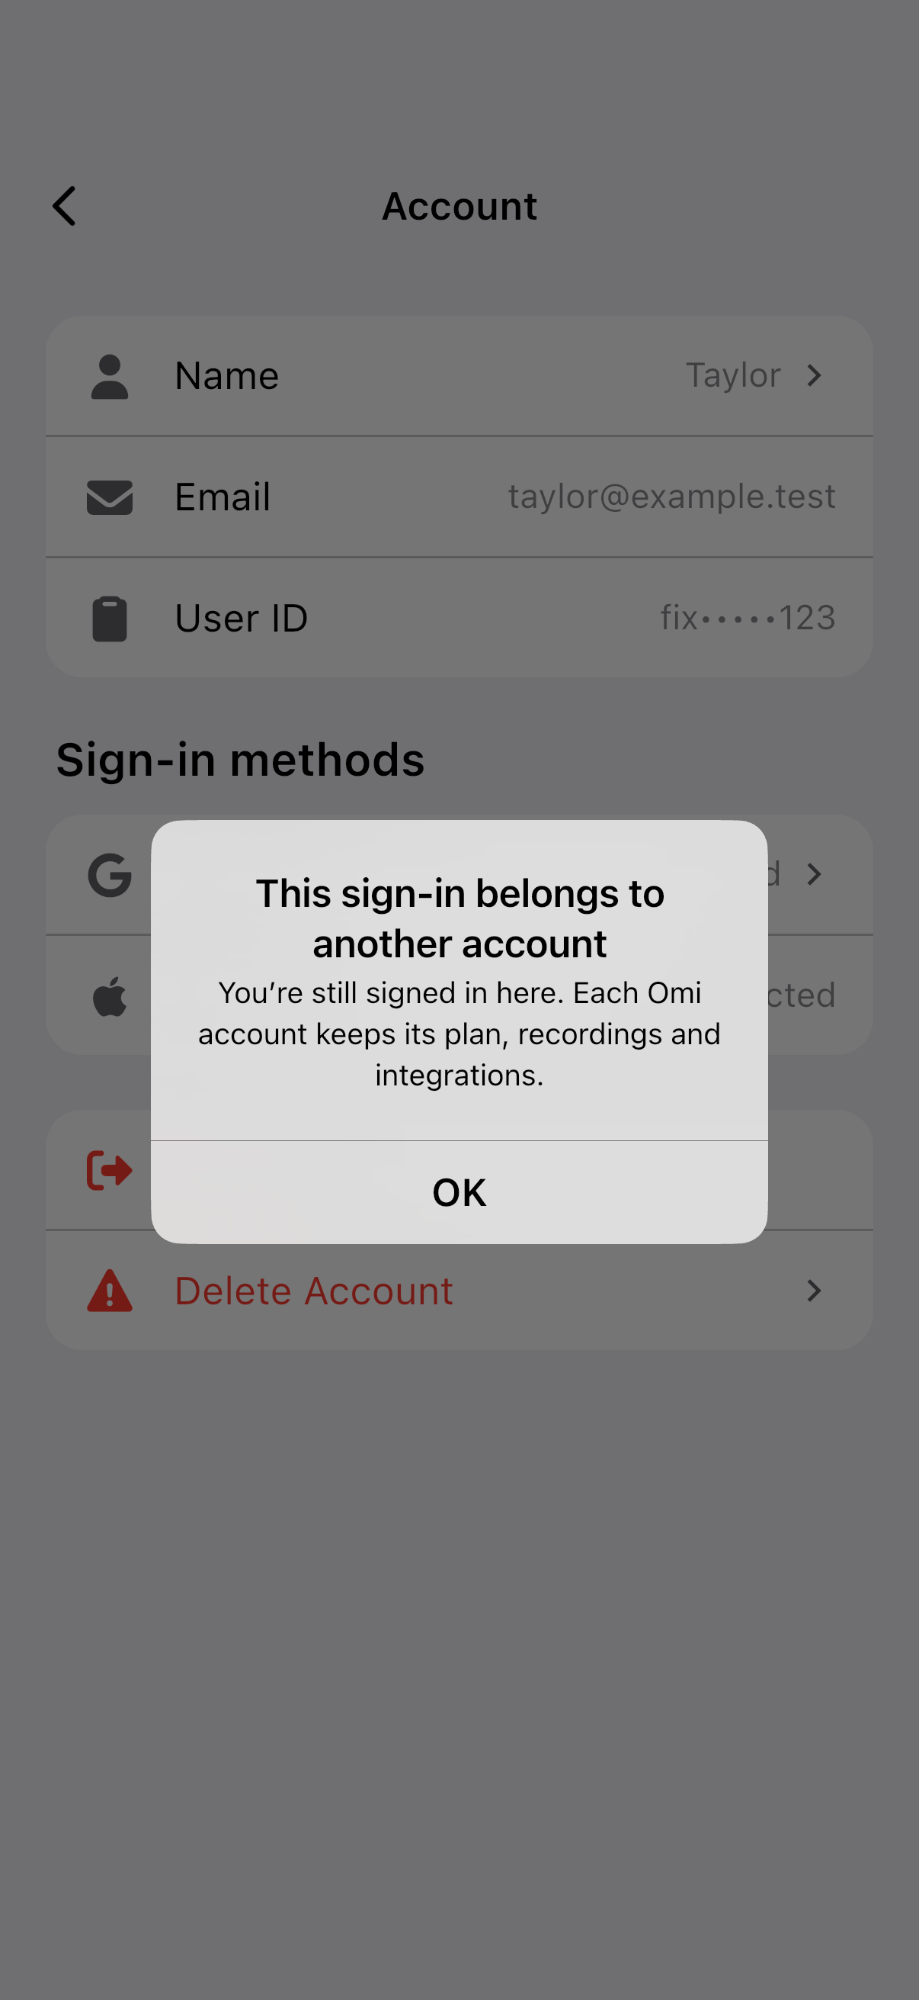 Account
Name
Taylor
Email
taylor@example.test
User ID
fix•••••123
Sign-in methods
This sign-in belongs to
another account
You’re still signed in here. Each Omi
account keeps its plan, recordings and
integrations.
OK
Delete Account